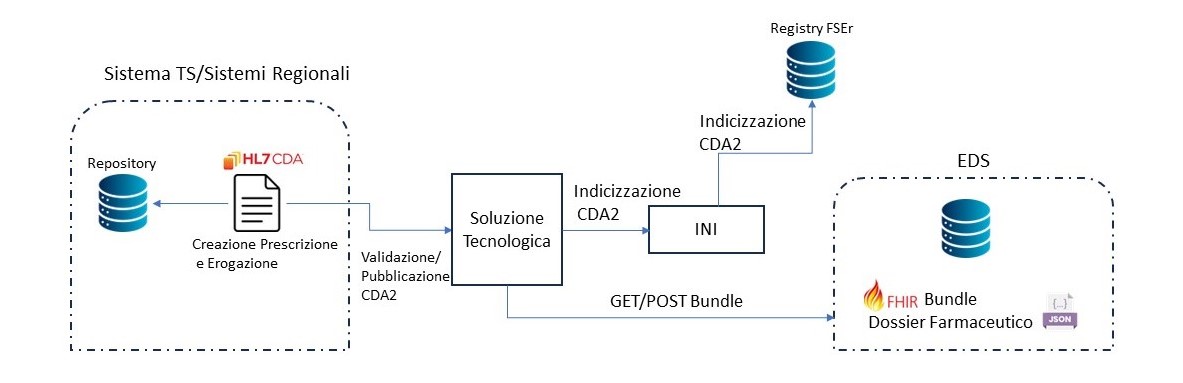 Registry FSEr
Sistema TS/Sistemi Regionali
Indicizzazione
CDA2
Repository
HL7 CDA
EDS
Indicizzazione
CDA2
Soluzione
Tecnologica
INI
Creazione Prescrizione
e Erogazione
Validazione/
Pubblicazione
CDA2
GET/POST Bundle
FHIR Bundle
Dossier Farmaceutico
{...}
JSON